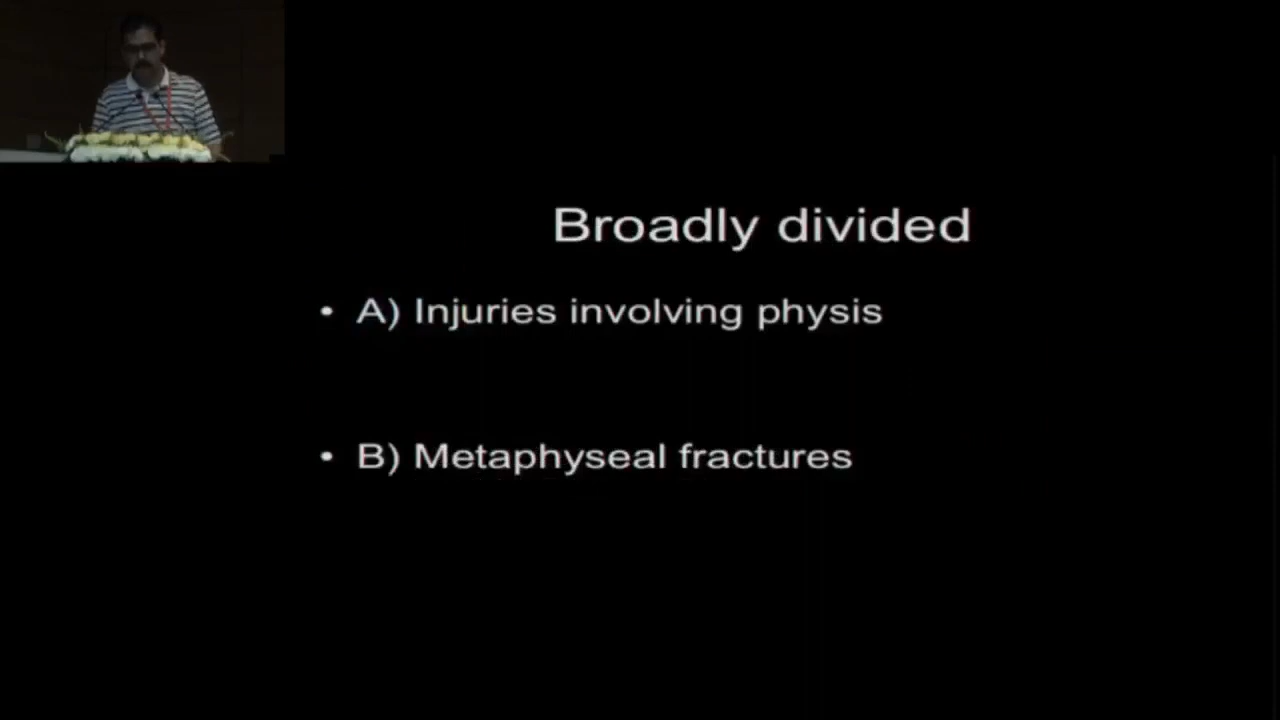 Broadly divided
• A) Injuries involving physis
• B) Metaphyseal fractures